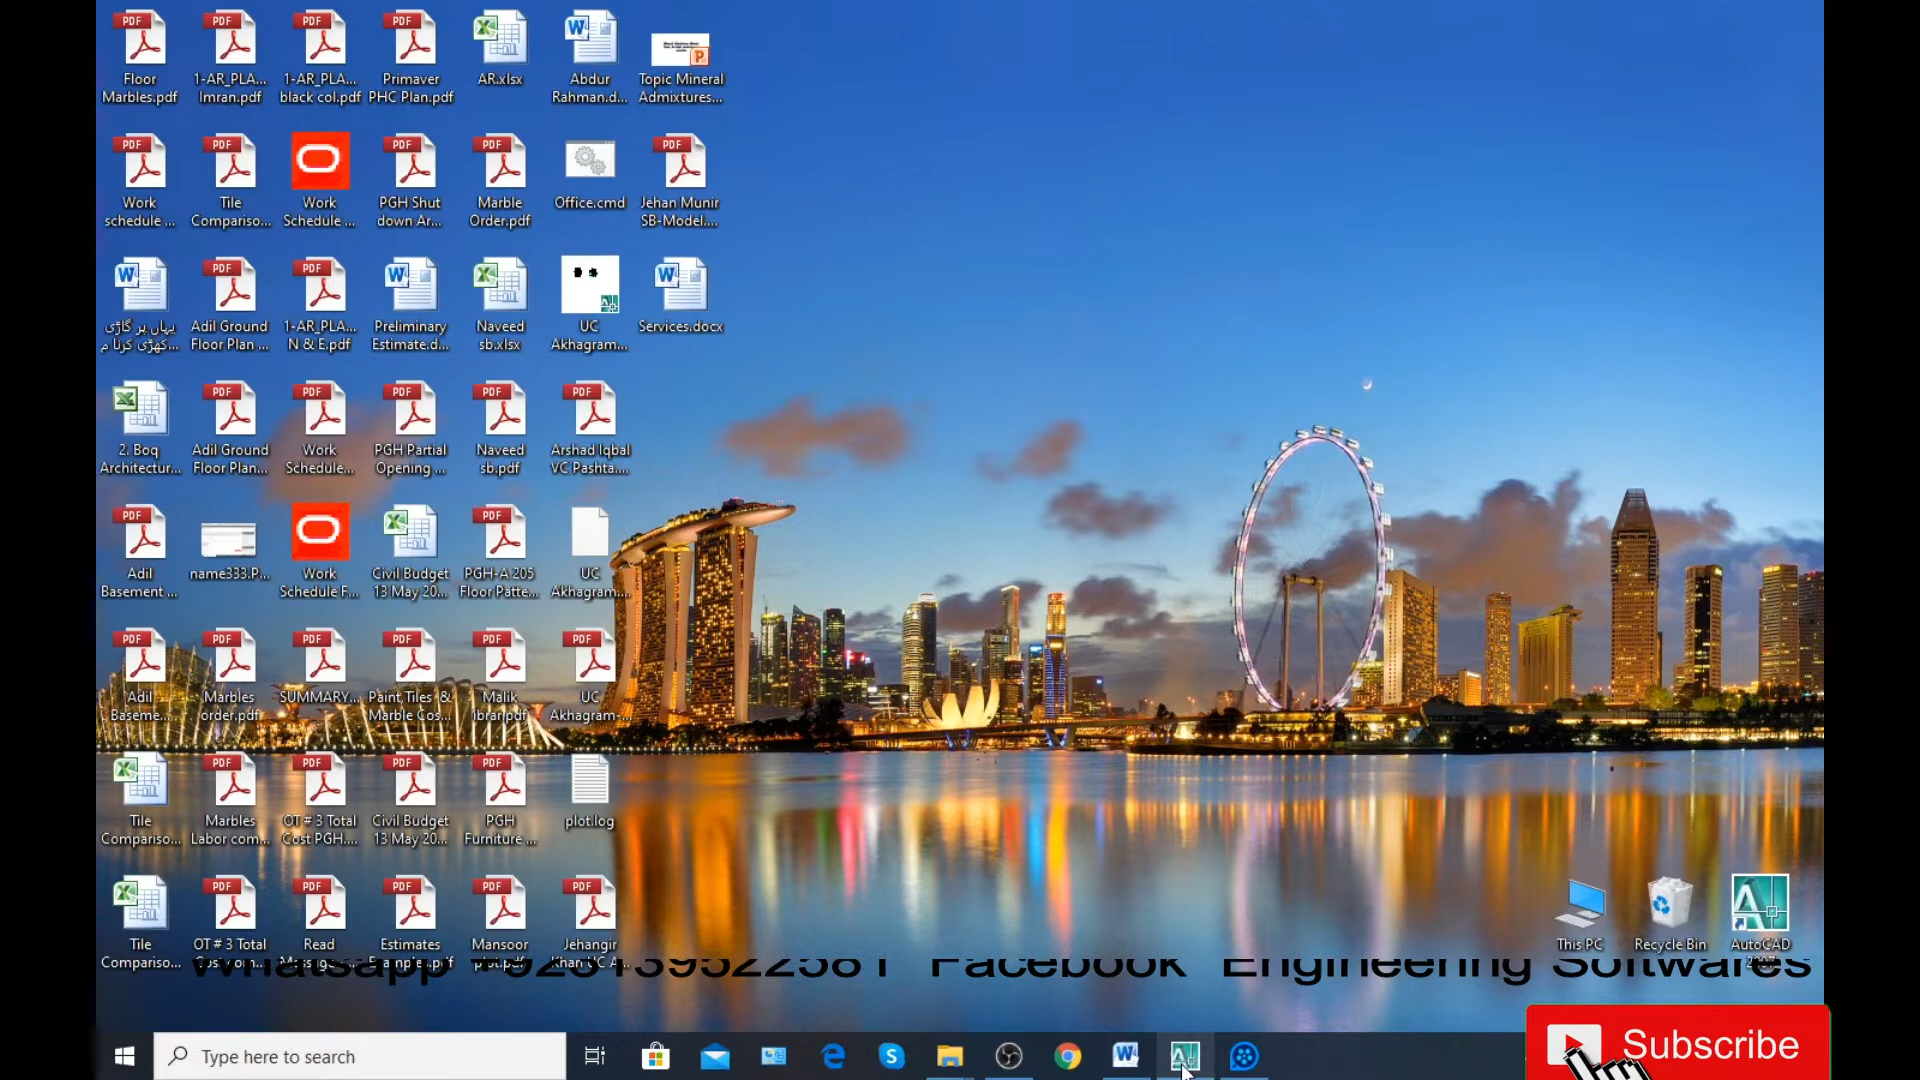 Floor
Marbles.pdf
1-AR_PLA...
Imran.pdf
1-AR_PLA...
black col.pdf
Primaver
PHC Plan.pdf
AR.xlsx
Abdur
Rahman.d...
Topic Mineral
Admixtures...
Work
schedule ...
Tile
Compariso...
Work
Schedule ...
PGH Shut
down Ar...
Marble
Order.pdf
Office.cmd
Jehan Munir
SB-Model....
یہاں پر گاڑی
کھڑی کرنا م...
Adil Ground
Floor Plan ...
1-AR_PLA...
N & E.pdf
Preliminary
Estimate.d...
Naveed
sb.xlsx
UC
Akhagram...
Services.docx
2. Boq
Architectur...
Adil Ground
Floor Plan...
Work
Schedule...
PGH Partial
Opening ...
Naveed
sb.pdf
Arshad Iqbal
VC Pashta....
Adil
Basement ...
name333.P...
Work
Schedule F...
Civil Budget
13 May 20...
PGH-A 205
Floor Patte...
UC
Akhagram....
Adil
Baseme...
Marbles
order.pdf
SUMMARY...
Paint,Tiles &
Marble Cos...
Malik
ibrar.pdf
UC
Akhagram-...
Tile
Compariso...
Marbles
Labor com...
OT # 3 Total
Cost PGH....
Civil Budget
13 May 20...
PGH
Furniture ...
plot.log
Tile
Compariso...
OT # 3 Total
Read
Estimates
Examples.pdf
Mansoor
plot.pdf
Jehangir
Khan UC A...
This PC
Recycle Bin
AutoCAD
2007
Whatsapp +923139522581 Facebook Engineering Softwares
Type here to search
Subscribe